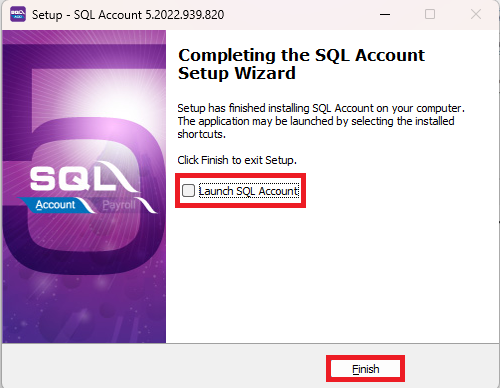 Setup - SQL Account 5.2022.939.820
Completing the SQL Account
Setup Wizard
Setup has finished installing SQL Account on your computer.
The application may be launched by selecting the installed
shortcuts.
Click Finish to exit Setup.
Launch SQL Account
SQL
Account Payroll
Finish